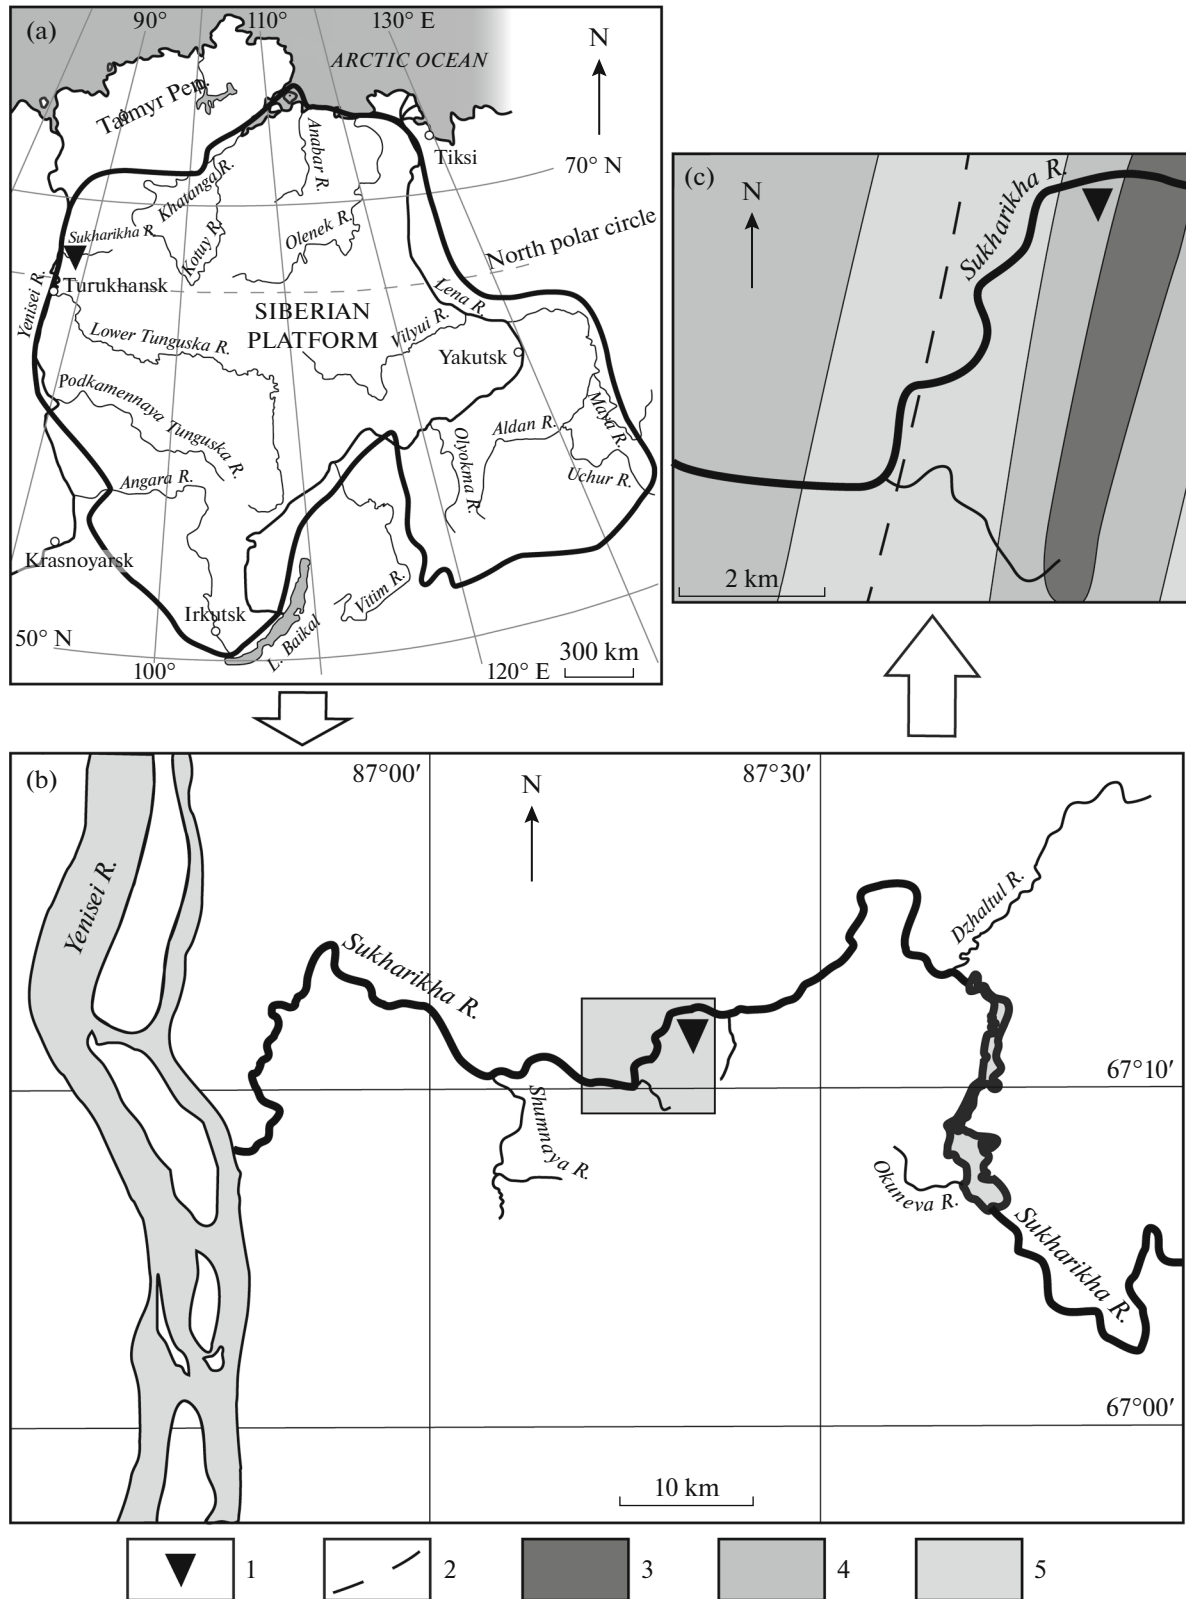 (a)
90°
110°
130° E
ARCTIC OCEAN
N
Taimyr Pen.
Tiksi
70° N
Anabar R.
Khatanga R.
Kotuy R.
Olenek R.
Sukharikha R.
North polar circle
Turukhansk
Yenisei R.
SIBERIAN
PLATFORM
Lena R.
Vilyui R.
Lower Tunguska R.
Yakutsk
Podkamennaya Tunguska R.
Maya R.
Aldan R.
Olyokma R.
Uchur R.
Angara R.
Krasnoyarsk
Vitim R.
Irkutsk
L. Baikal
50° N
100°
120° E
300 km
(c)
N
Sukharikha R.
2 km
(b)
87°00′
87°30′
N
Yenisei R.
Sukharikha R.
Dzhaltul R.
67°10′
Shumnaya R.
Okuneva R.
Sukharikha R.
67°00′
10 km
1
2
3
4
5